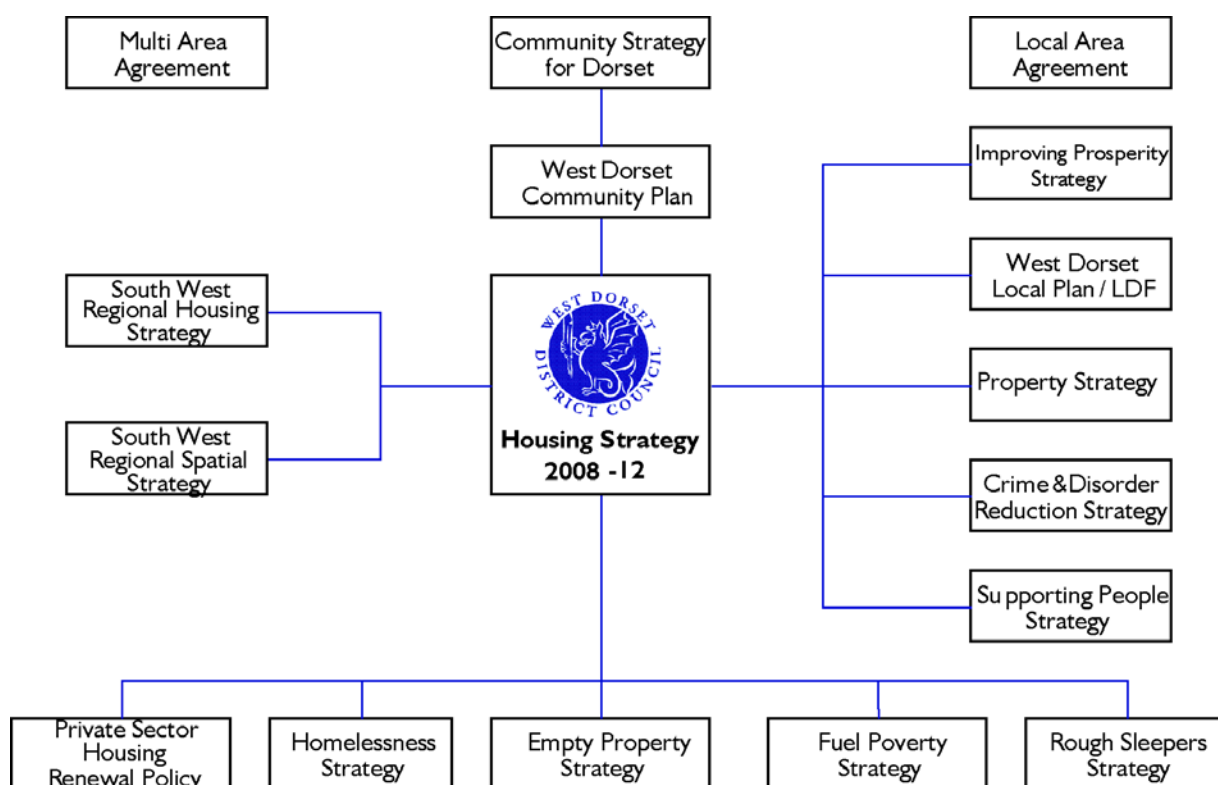 Multi Area
Agreement
Community Strategy
for Dorset
Local Area
Agreement
West Dorset
Community Plan
Improving Prosperity
Strategy
West Dorset
Local Plan / LDF
Property Strategy
Crime & Disorder
Reduction Strategy
Supporting People
Strategy
South West
Regional Housing
Strategy
South West
Regional Spatial
Strategy
WEST DORSET
DISTRICT COUNCIL
Housing Strategy
2008 -12
Private Sector
Housing
Renewal Policy
Homelessness
Strategy
Empty Property
Strategy
Fuel Poverty
Strategy
Rough Sleepers
Strategy